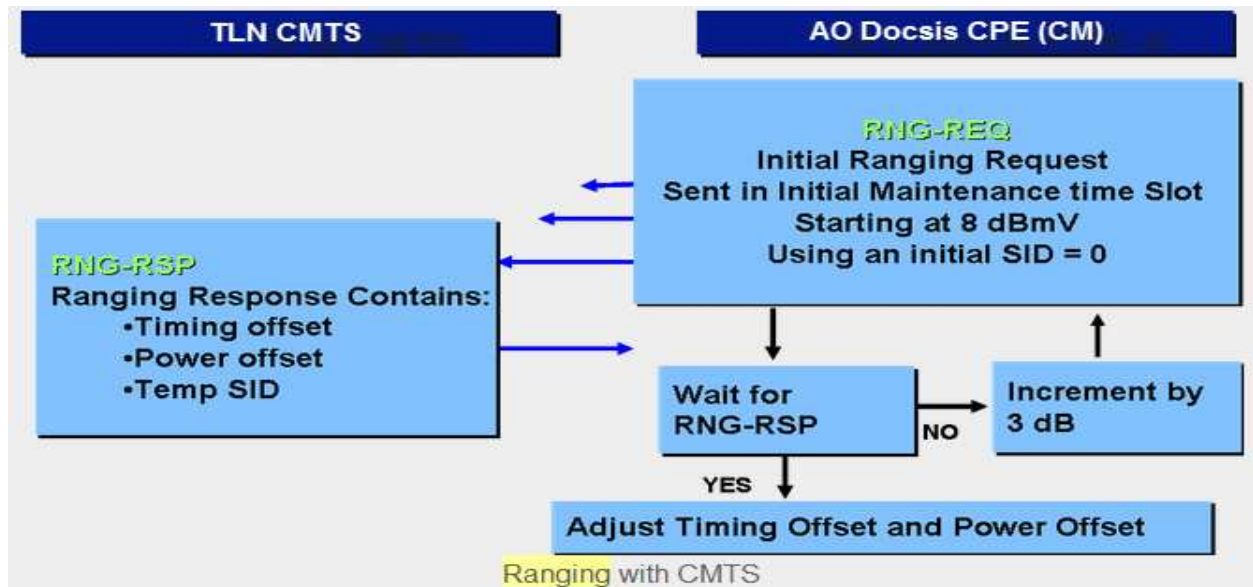 TLN CMTS
AO Docsis CPE (CM)
RNG-REQ
Initial Ranging Request
Sent in Initial Maintenance time Slot
Starting at 8 dBmV
Using an initial SID = 0
RNG-RSP
Ranging Response Contains:
•Timing offset
•Power offset
•Temp SID
Wait for
RNG-RSP
NO
Increment by
3 dB
YES
Adjust Timing Offset and Power Offset
Ranging with CMTS